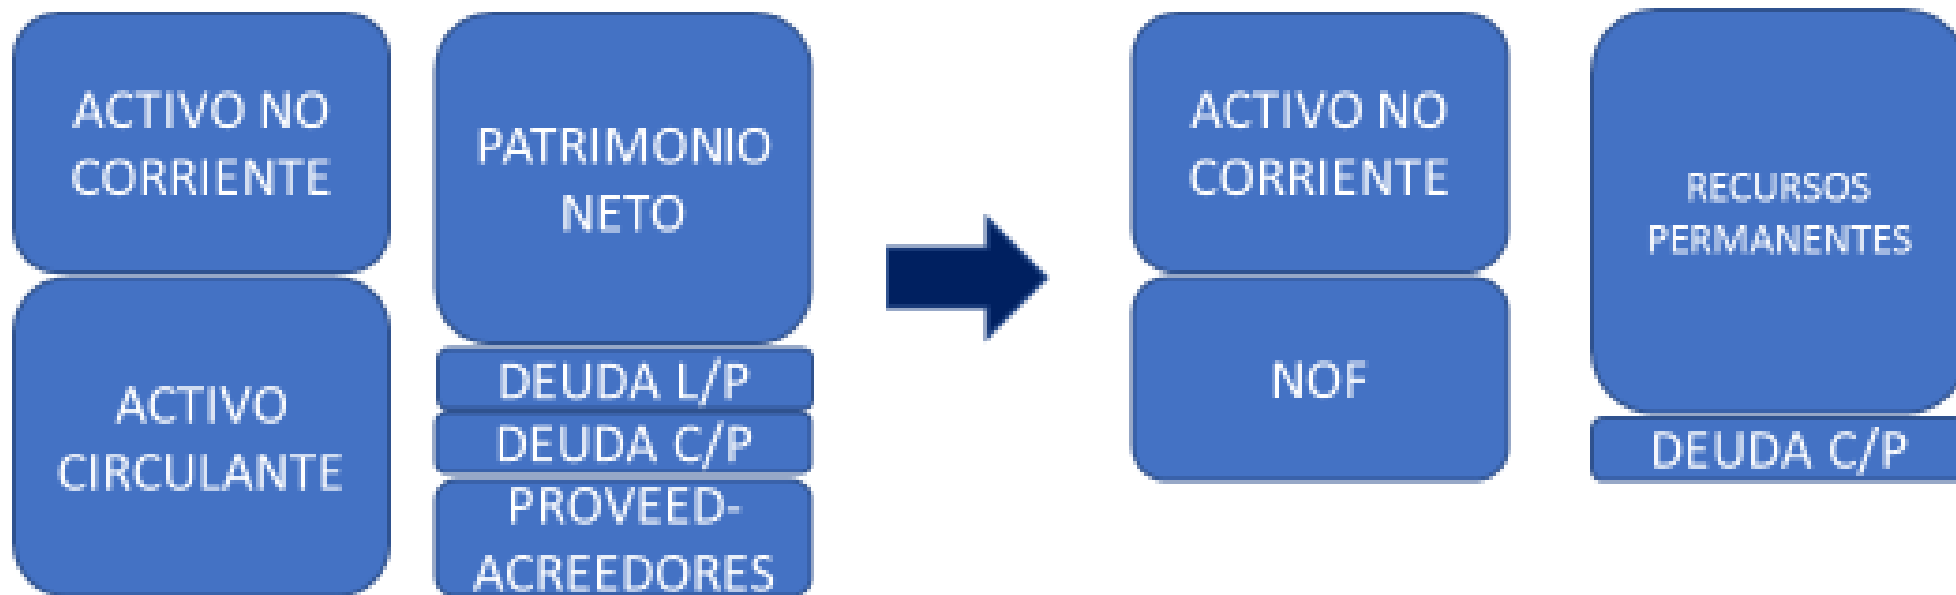 ACTIVO NO
CORRIENTE
ACTIVO
CIRCULANTE
PATRIMONIO
NETO
DEUDA L/P
DEUDA C/P
PROVEED-
ACREEDORES
ACTIVO NO
CORRIENTE
NOF
RECURSOS
PERMANENTES
DEUDA C/P